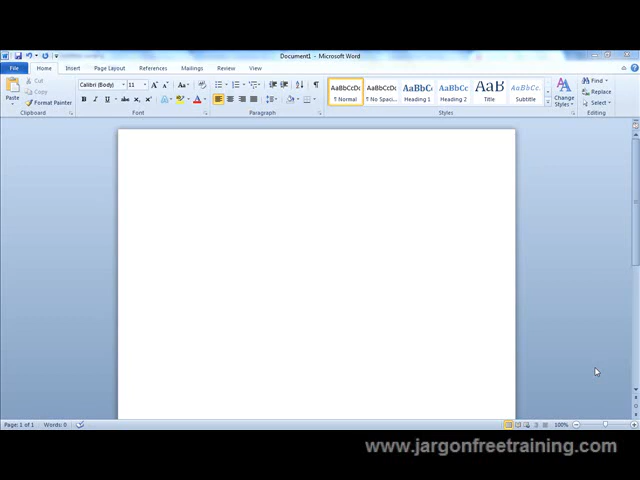 Document1 - Microsoft Word
File Home Insert Page Layout References Mailings Review View
Paste
Cut
Copy
Format Painter
Clipboard
Calibri (Body) 11
Font
Paragraph
AaBbCcDc AaBbCcDc AaBbCc AaBbCc AaB AaBbCc.
¶ Normal ¶ No Spaci... Heading 1 Heading 2 Title Subtitle
Change Styles
Styles
Find
Replace
Select
Editing
Page: 1 of 1 Words: 0
100%
www.jargonfreetraining.com